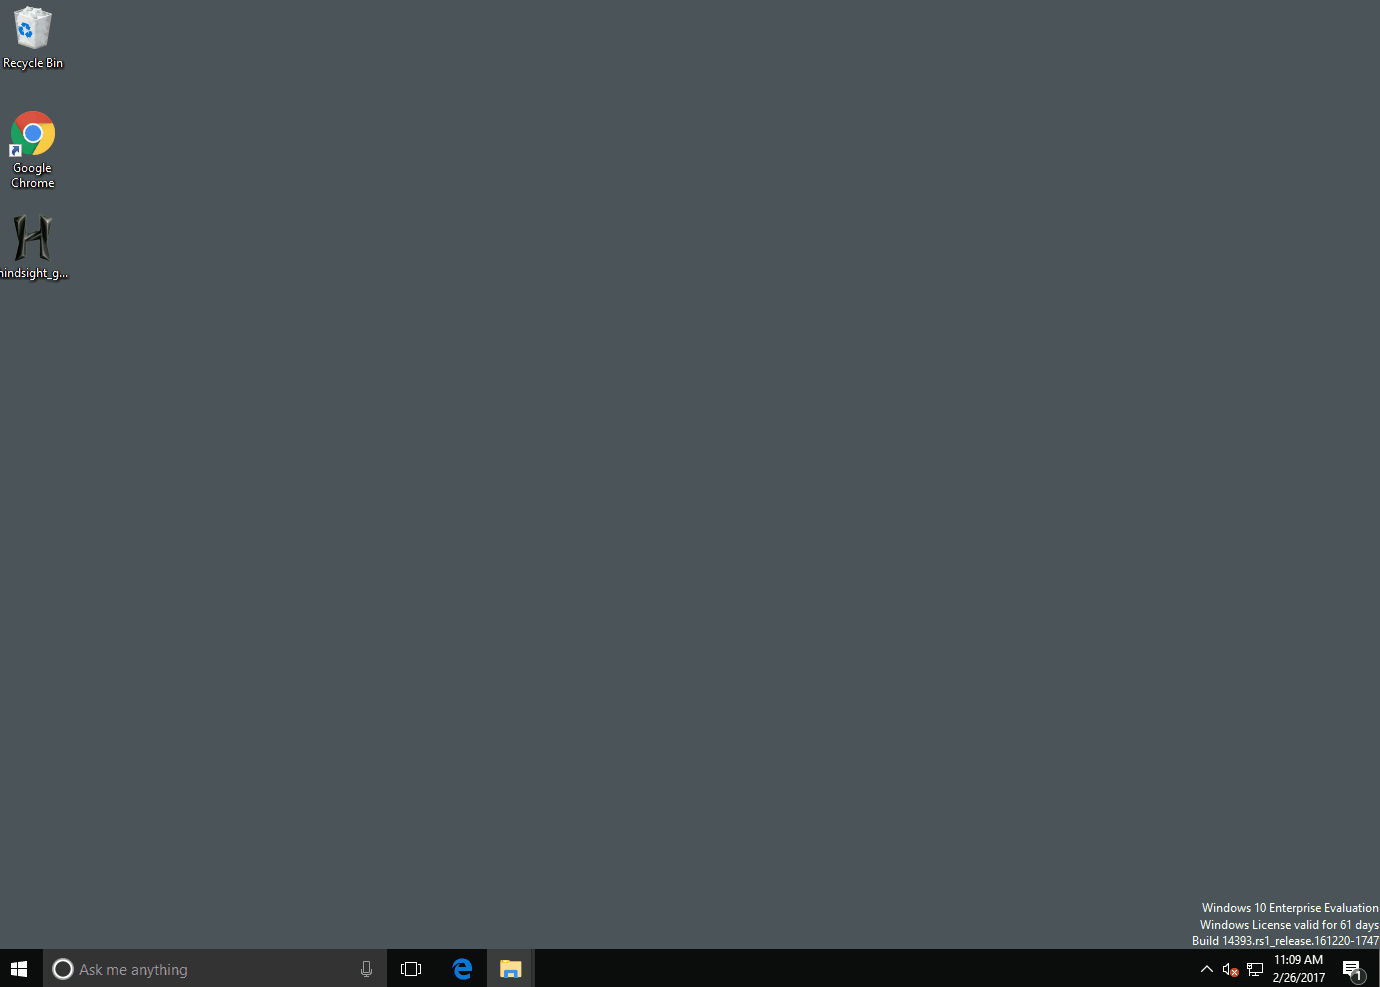 Recycle Bin
Google
Chrome
hindsight_g...
Windows 10 Enterprise Evaluation
Windows License valid for 61 days
Build 14393.rs1_release.161220-1747
Ask me anything
11:09 AM
2/26/2017
1